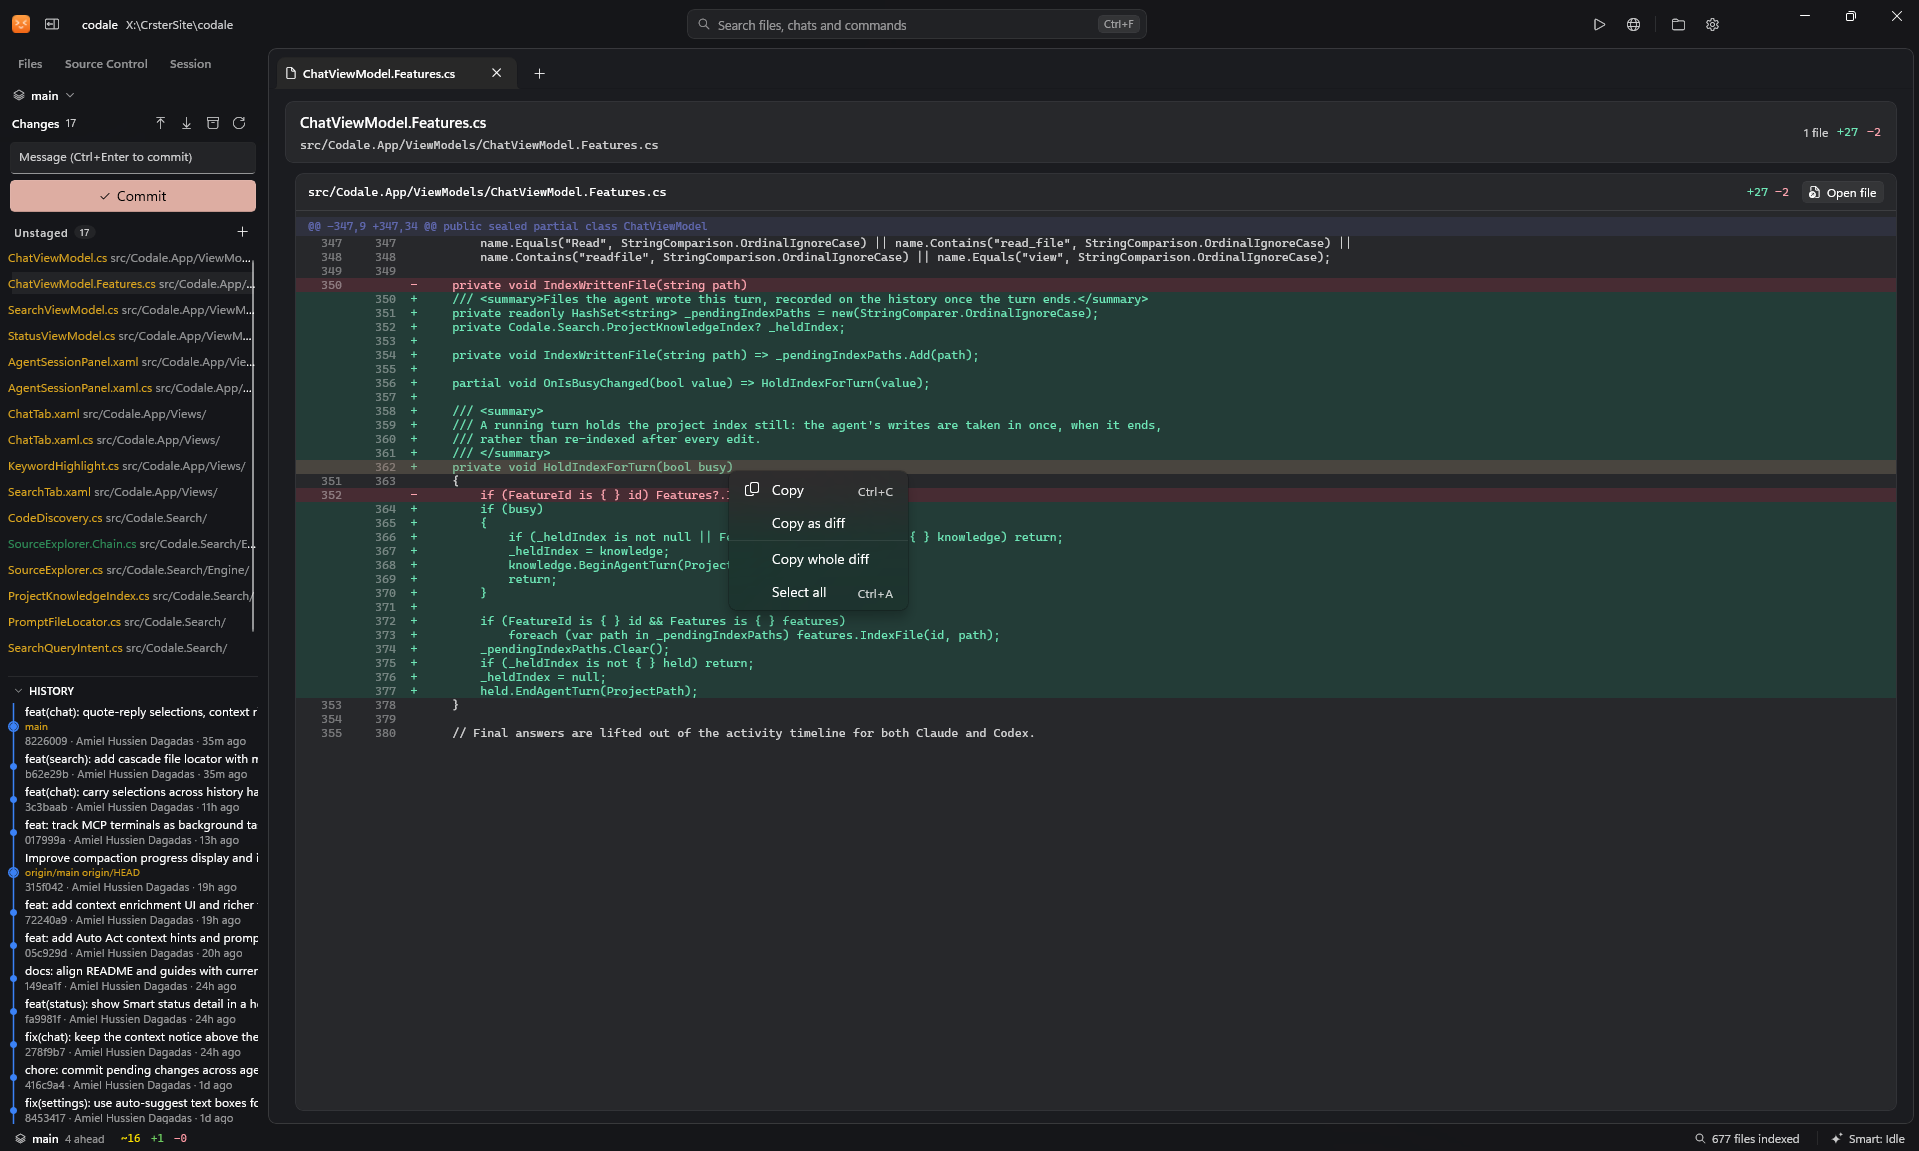 codale X:\CrsterSite\codale
Search files, chats and commands Ctrl+F
Files Source Control Session
main
Changes 17
Message (Ctrl+Enter to commit)
Commit
Unstaged 17
ChatViewModel.cs src/Codale.App/ViewMo...
ChatViewModel.Features.cs src/Codale.App/...
SearchViewModel.cs src/Codale.App/ViewM...
StatusViewModel.cs src/Codale.App/ViewM...
AgentSessionPanel.xaml src/Codale.App/Vie...
AgentSessionPanel.xaml.cs src/Codale.App/...
ChatTab.xaml src/Codale.App/Views/
ChatTab.xaml.cs src/Codale.App/Views/
KeywordHighlight.cs src/Codale.App/Views/
SearchTab.xaml src/Codale.App/Views/
CodeDiscovery.cs src/Codale.Search/
SourceExplorer.Chain.cs src/Codale.Search/E...
SourceExplorer.cs src/Codale.Search/Engine/
ProjectKnowledgeIndex.cs src/Codale.Search/
PromptFileLocator.cs src/Codale.Search/
SearchQueryIntent.cs src/Codale.Search/
HISTORY
feat(chat): quote-reply selections, context r
main
8226009 · Amiel Hussien Dagadas · 35m ago
feat(search): add cascade file locator with m
b62e29b · Amiel Hussien Dagadas · 35m ago
feat(chat): carry selections across history ha
3c3baab · Amiel Hussien Dagadas · 11h ago
feat: track MCP terminals as background ta
017999a · Amiel Hussien Dagadas · 13h ago
Improve compaction progress display and i
origin/main origin/HEAD
315f042 · Amiel Hussien Dagadas · 19h ago
feat: add context enrichment UI and richer
72240a9 · Amiel Hussien Dagadas · 19h ago
feat: add Auto Act context hints and promp
05c929d · Amiel Hussien Dagadas · 20h ago
docs: align README and guides with currer
149ea1f · Amiel Hussien Dagadas · 24h ago
feat(status): show Smart status detail in a h
fa9981f · Amiel Hussien Dagadas · 24h ago
fix(chat): keep the context notice above the
278f9b7 · Amiel Hussien Dagadas · 24h ago
chore: commit pending changes across age
416c9a4 · Amiel Hussien Dagadas · 1d ago
fix(settings): use auto-suggest text boxes fo
8453417 · Amiel Hussien Dagadas · 1d ago
ChatViewModel.Features.cs
ChatViewModel.Features.cs
src/Codale.App/ViewModels/ChatViewModel.Features.cs
1 file +27 −2
src/Codale.App/ViewModels/ChatViewModel.Features.cs +27 −2 Open file
@@ -347,9 +347,34 @@ public sealed partial class ChatViewModel
347 347 name.Equals("Read", StringComparison.OrdinalIgnoreCase) || name.Contains("read_file", StringComparison.OrdinalIgnoreCase) ||
348 348 name.Contains("readfile", StringComparison.OrdinalIgnoreCase) || name.Equals("view", StringComparison.OrdinalIgnoreCase);
349 349
350 − private void IndexWrittenFile(string path)
350 + /// <summary>Files the agent wrote this turn, recorded on the history once the turn ends.</summary>
351 + private readonly HashSet<string> _pendingIndexPaths = new(StringComparer.OrdinalIgnoreCase);
352 + private Codale.Search.ProjectKnowledgeIndex? _heldIndex;
353 +
354 + private void IndexWrittenFile(string path) => _pendingIndexPaths.Add(path);
355 +
356 + partial void OnIsBusyChanged(bool value) => HoldIndexForTurn(value);
357 +
358 + /// <summary>
359 + /// A running turn holds the project index still: the agent's writes are taken in once, when it ends,
360 + /// rather than re-indexed after every edit.
361 + /// </summary>
362 + private void HoldIndexForTurn(bool busy)
351 363 {
352 − if (FeatureId is { } id) Features?.
364 + if (busy)
365 + {
366 + if (_heldIndex is not null || { } knowledge) return;
367 + _heldIndex = knowledge;
368 + knowledge.BeginAgentTurn(Project
369 + return;
370 + }
371 +
372 + if (FeatureId is { } id && Features is { } features)
373 + foreach (var path in _pendingIndexPaths) features.IndexFile(id, path);
374 + _pendingIndexPaths.Clear();
375 + if (_heldIndex is not { } held) return;
376 + _heldIndex = null;
377 + held.EndAgentTurn(ProjectPath);
353 378 }
354 379
355 380 // Final answers are lifted out of the activity timeline for both Claude and Codex.
Copy Ctrl+C
Copy as diff
Copy whole diff
Select all Ctrl+A
main 4 ahead ~16 +1 −0
677 files indexed Smart: Idle